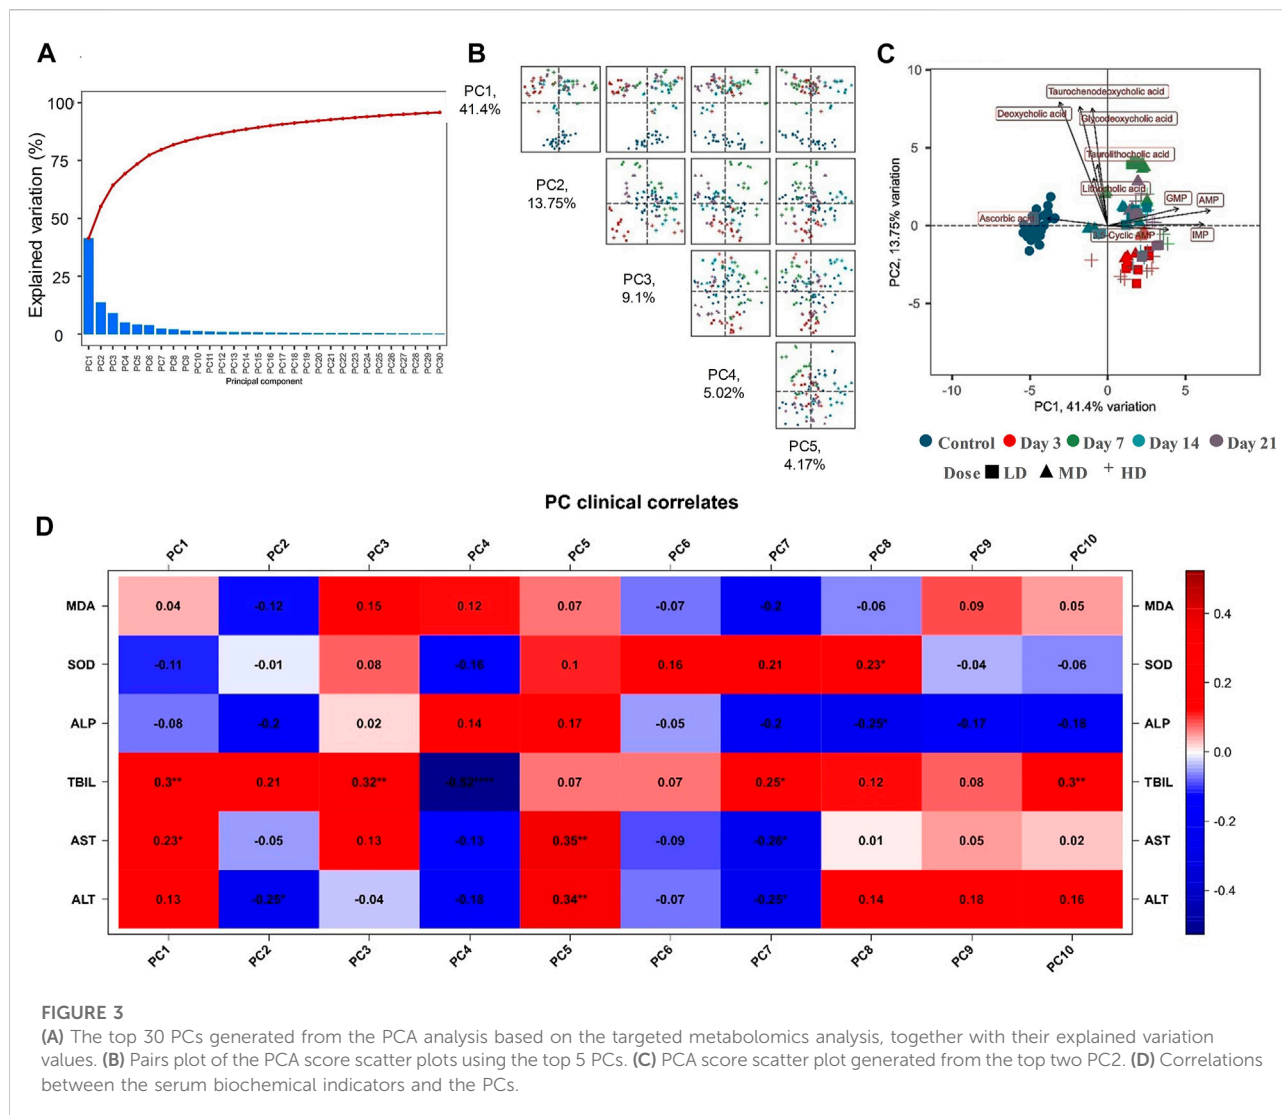 A
B
C
Explained variation (%)
100
75
50
25
0
PC1
PC2
PC3
PC4
PC5
PC6
PC7
PC8
PC9
PC10
PC11
PC12
PC13
PC14
PC15
PC16
PC17
PC18
PC19
PC20
PC21
PC22
PC23
PC24
PC25
PC26
PC27
PC28
PC29
PC30
Principal component
PC1,
41.4%
PC2,
13.75%
PC3,
9.1%
PC4,
5.02%
PC5,
4.17%
PC2, 13.75% variation
10
5
0
-5
-10
-5
0
5
PC1, 41.4% variation
Taurochenodeoxycholic acid
Deoxycholic acid
Glycodeoxycholic acid
Taurolithocholic acid
Lithocholic acid
Ascorbic acid
GMP
AMP
IMP
3,5-Cyclic AMP
Control Day 3 Day 7 Day 14 Day 21
Dose LD MD HD
PC clinical correlates
D
PC1 PC2 PC3 PC4 PC5 PC6 PC7 PC8 PC9 PC10
MDA 0.04 -0.12 0.15 0.12 0.07 -0.07 -0.2 -0.06 0.09 0.05 MDA
SOD -0.11 -0.01 0.08 -0.16 0.1 0.16 0.21 0.23* -0.04 -0.06 SOD
ALP -0.08 -0.2 0.02 0.14 0.17 -0.05 -0.2 -0.25* -0.17 -0.18 ALP
TBIL 0.3** 0.21 0.32** -0.52**** 0.07 0.07 0.25* 0.12 0.08 0.3** TBIL
AST 0.23* -0.05 0.13 -0.13 0.35** -0.09 -0.26* 0.01 0.05 0.02 AST
ALT 0.13 -0.25* -0.04 -0.18 0.34** -0.07 -0.25* 0.14 0.18 0.16 ALT
PC1 PC2 PC3 PC4 PC5 PC6 PC7 PC8 PC9 PC10
0.4
0.2
0.0
-0.2
-0.4
FIGURE 3
(A) The top 30 PCs generated from the PCA analysis based on the targeted metabolomics analysis, together with their explained variation
values. (B) Pairs plot of the PCA score scatter plots using the top 5 PCs. (C) PCA score scatter plot generated from the top two PC2. (D) Correlations
between the serum biochemical indicators and the PCs.